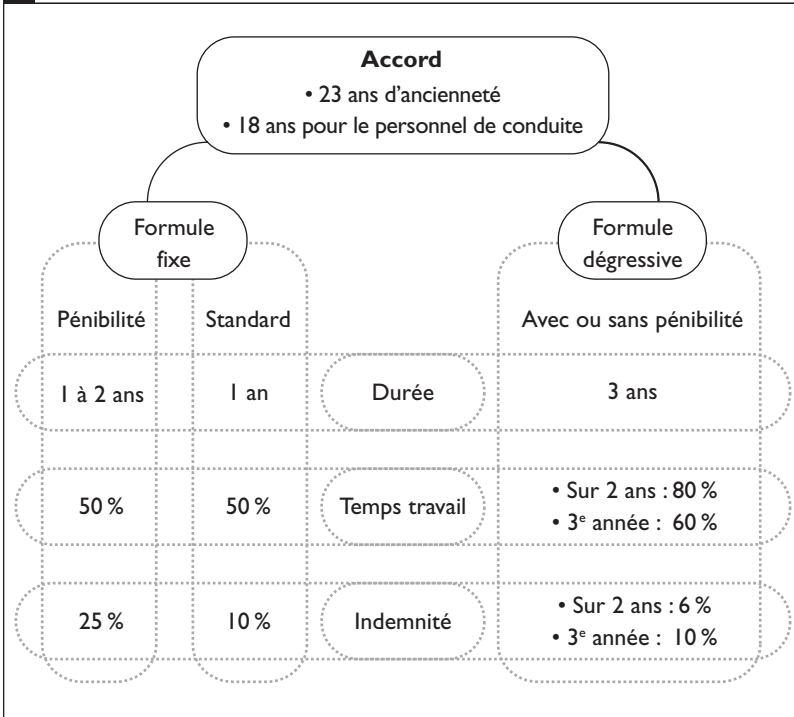 Accord
• 23 ans d'ancienneté
• 18 ans pour le personnel de conduite
Formule
fixe
Formule
dégressive
Pénibilité
Standard
Avec ou sans pénibilité
1 à 2 ans
1 an
Durée
3 ans
50 %
50 %
Temps travail
• Sur 2 ans : 80 %
• 3e année : 60 %
25 %
10 %
Indemnité
• Sur 2 ans : 6 %
• 3e année : 10 %